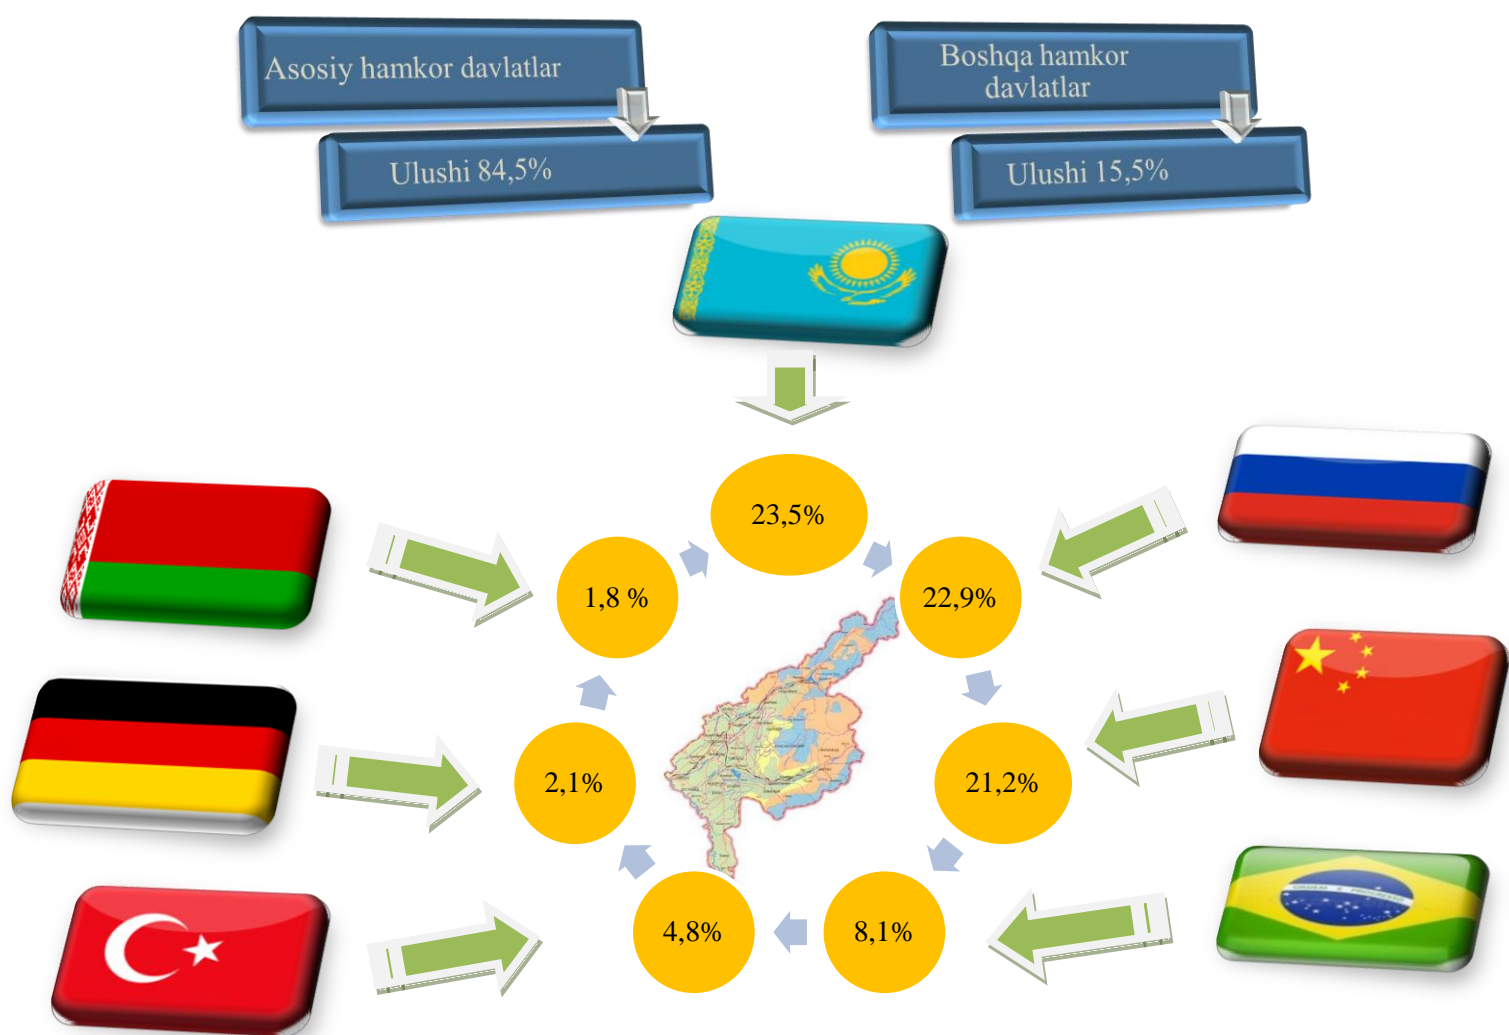 Asosiy hamkor davlatlar
Ulushi 84,5%
Boshqa hamkor
davlatlar
Ulushi 15,5%
23,5%
1,8 %
22,9%
2,1%
21,2%
4,8%
8,1%